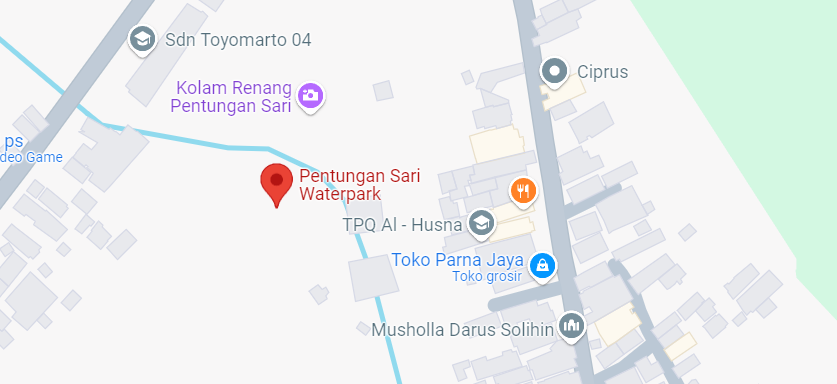 Sdn Toyomarto 04
Ciprus
Kolam Renang
Pentungan Sari
ps
deo Game
Pentungan Sari
Waterpark
TPQ Al - Husna
Toko Parna Jaya
Toko grosir
Musholla Darus Solihin